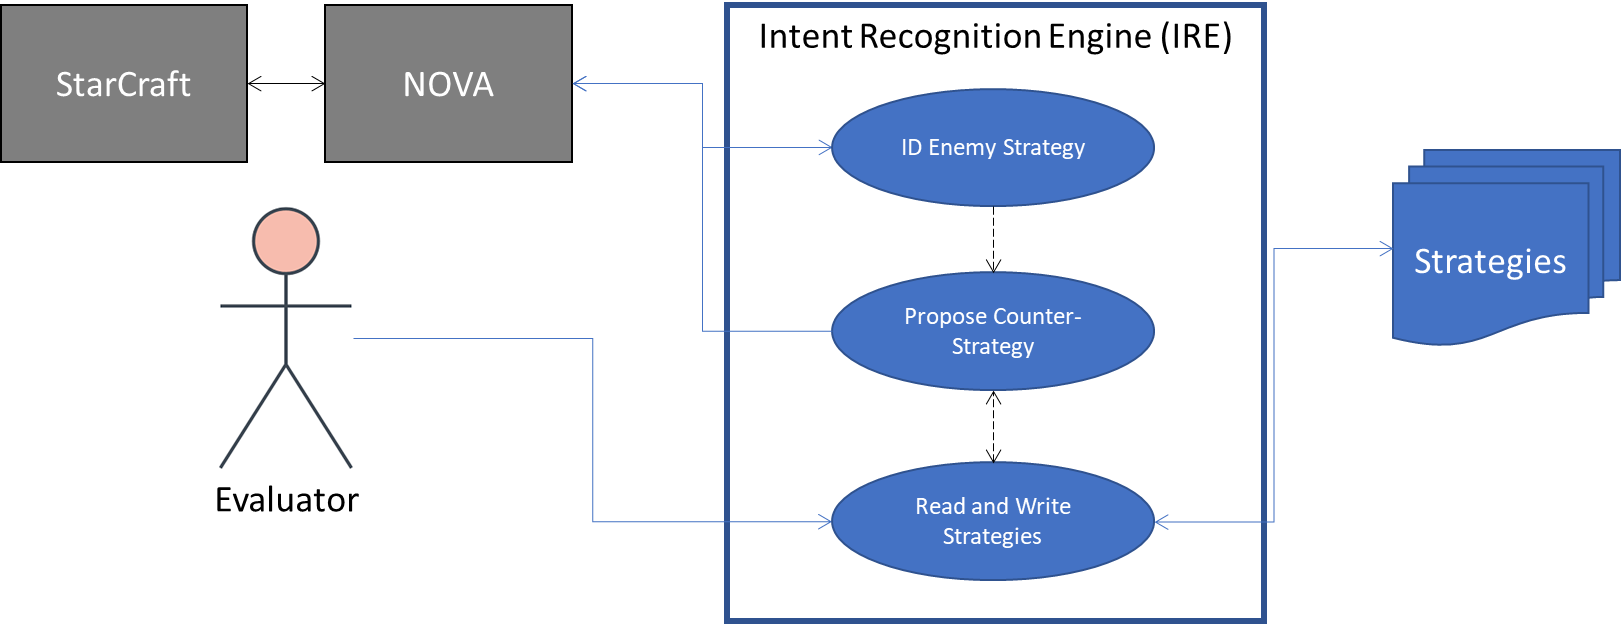 StarCraft
NOVA
Intent Recognition Engine (IRE)
ID Enemy Strategy
Propose Counter-
Strategy
Read and Write
Strategies
Strategies
Evaluator